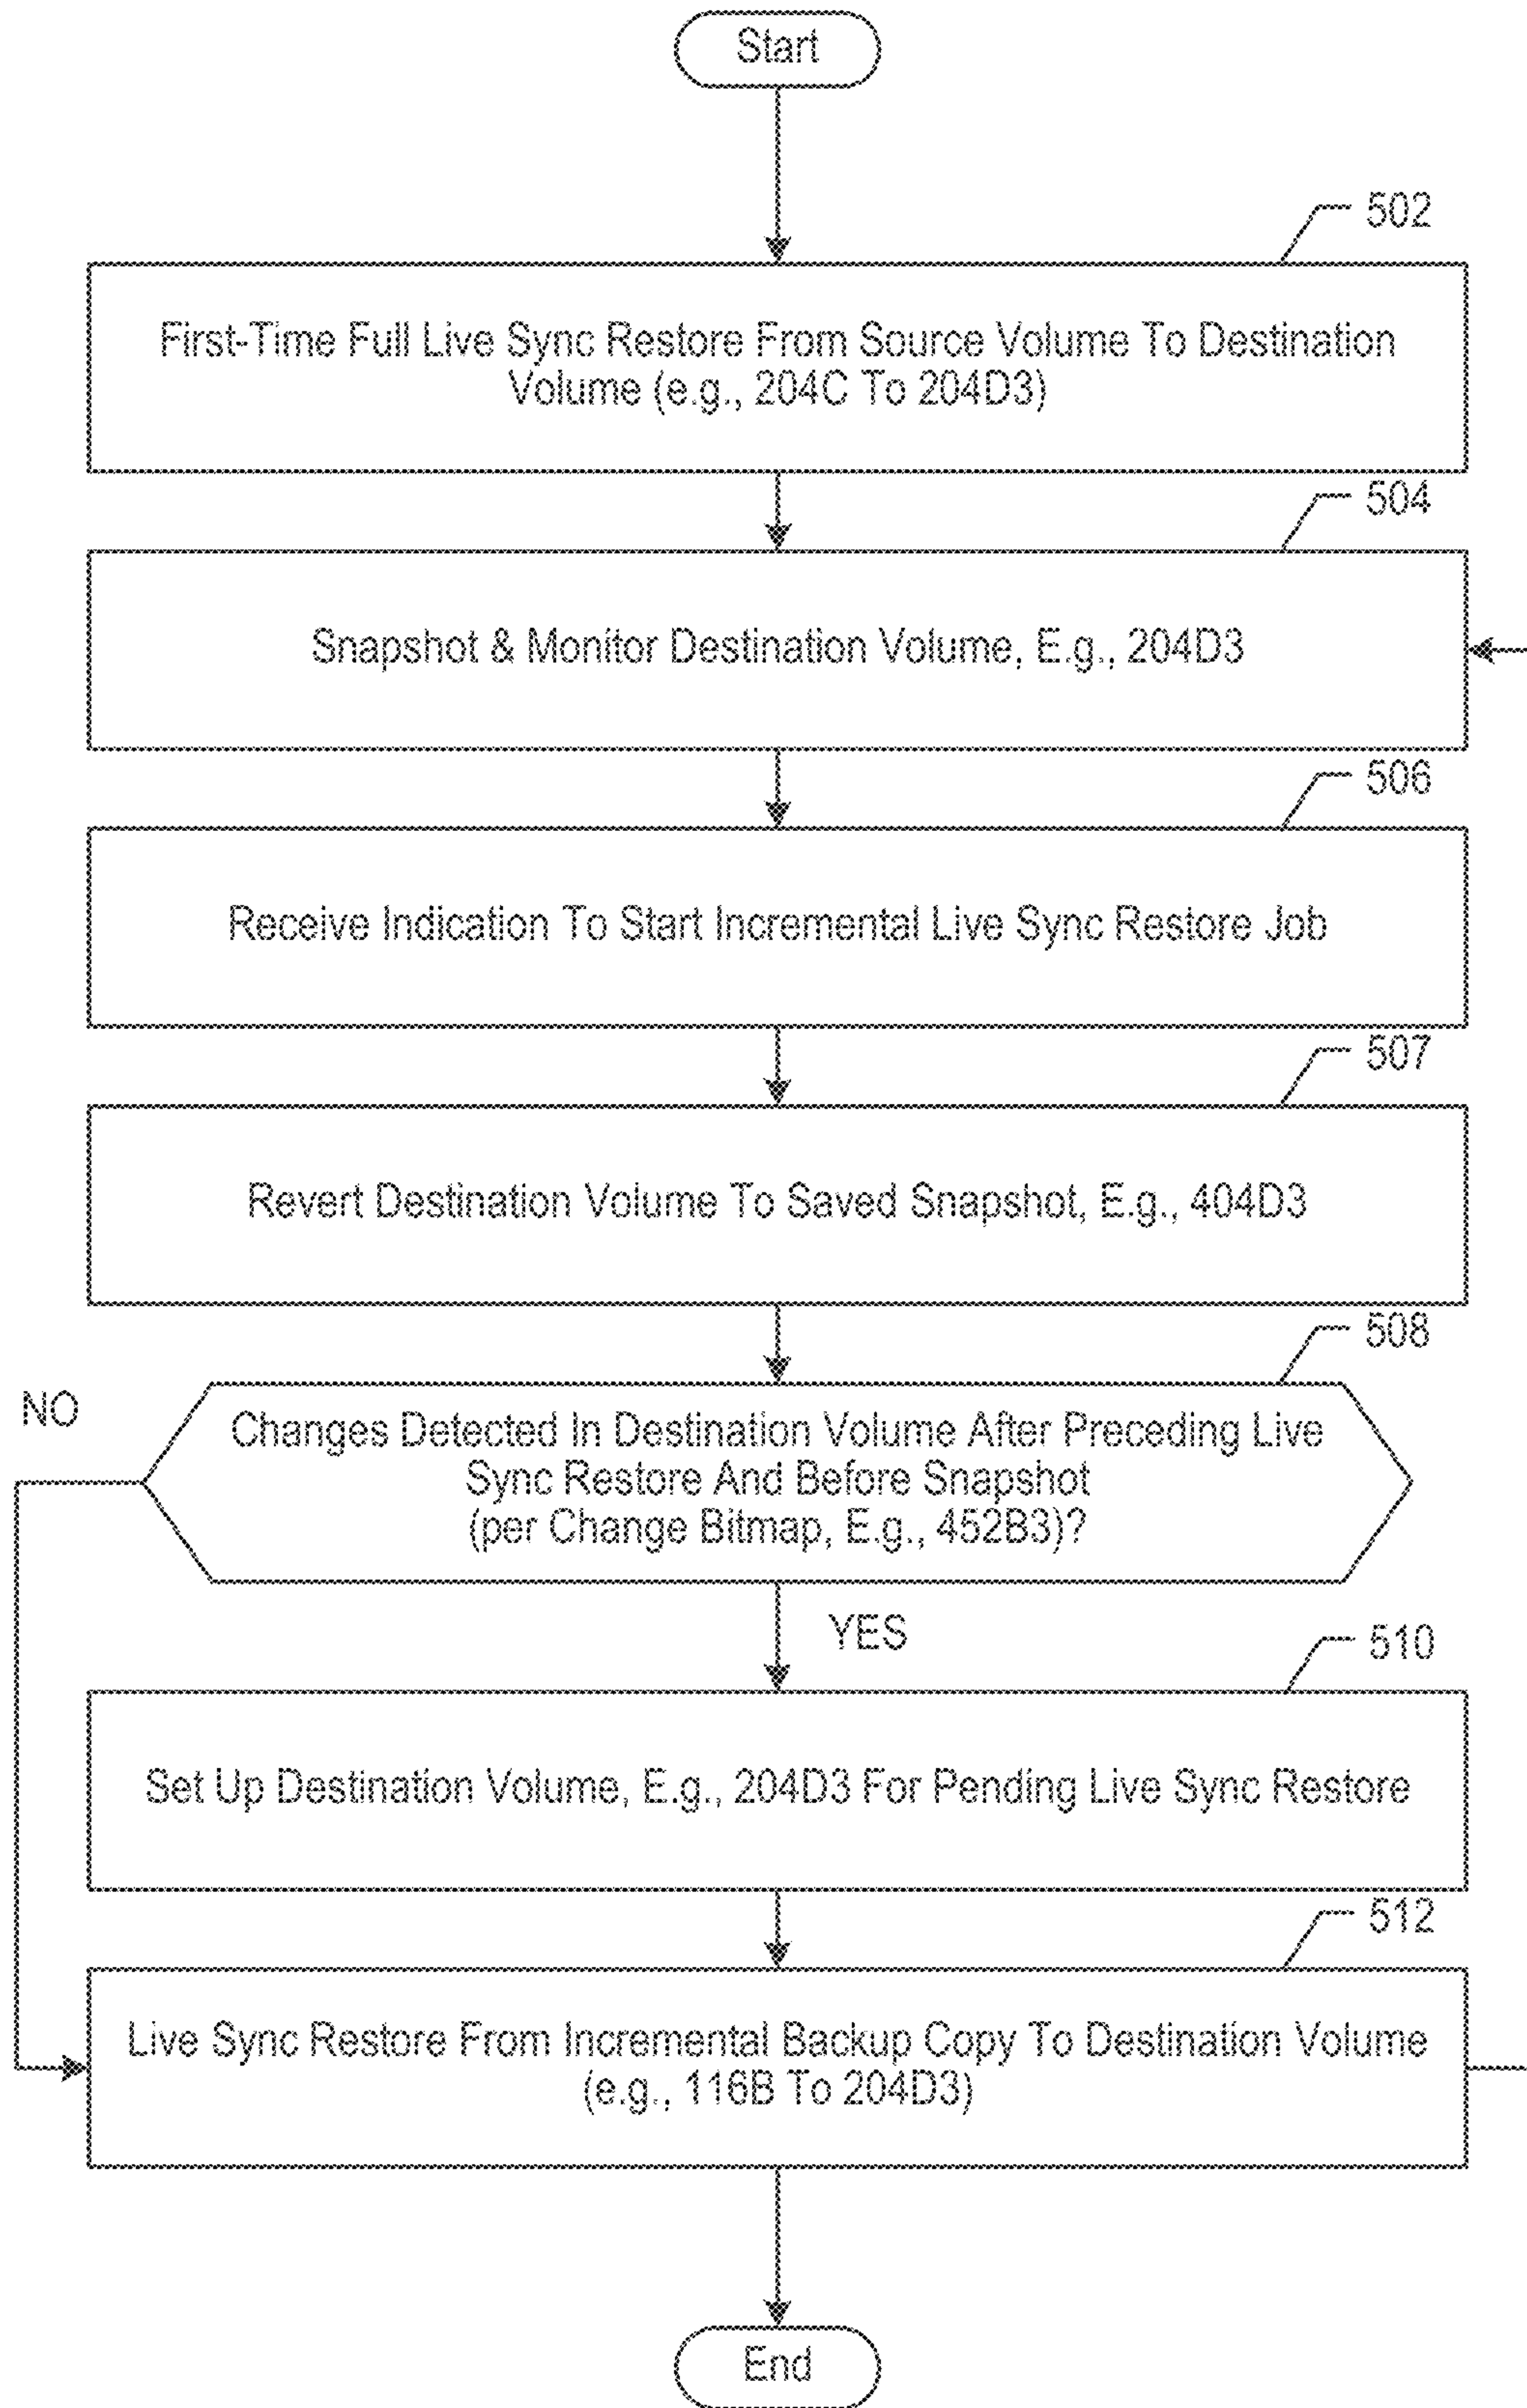 Start
502
First-Time Full Live Sync Restore From Source Volume To Destination
Volume (e.g., 204C To 204D3)
504
Snapshot & Monitor Destination Volume, E.g., 204D3
506
Receive Indication To Start Incremental Live Sync Restore Job
507
Revert Destination Volume To Saved Snapshot, E.g., 404D3
508
NO
Changes Detected In Destination Volume After Preceding Live
Sync Restore And Before Snapshot
(per Change Bitmap, E.g., 452B3)?
YES
510
Set Up Destination Volume, E.g., 204D3 For Pending Live Sync Restore
512
Live Sync Restore From Incremental Backup Copy To Destination Volume
(e.g., 116B To 204D3)
End